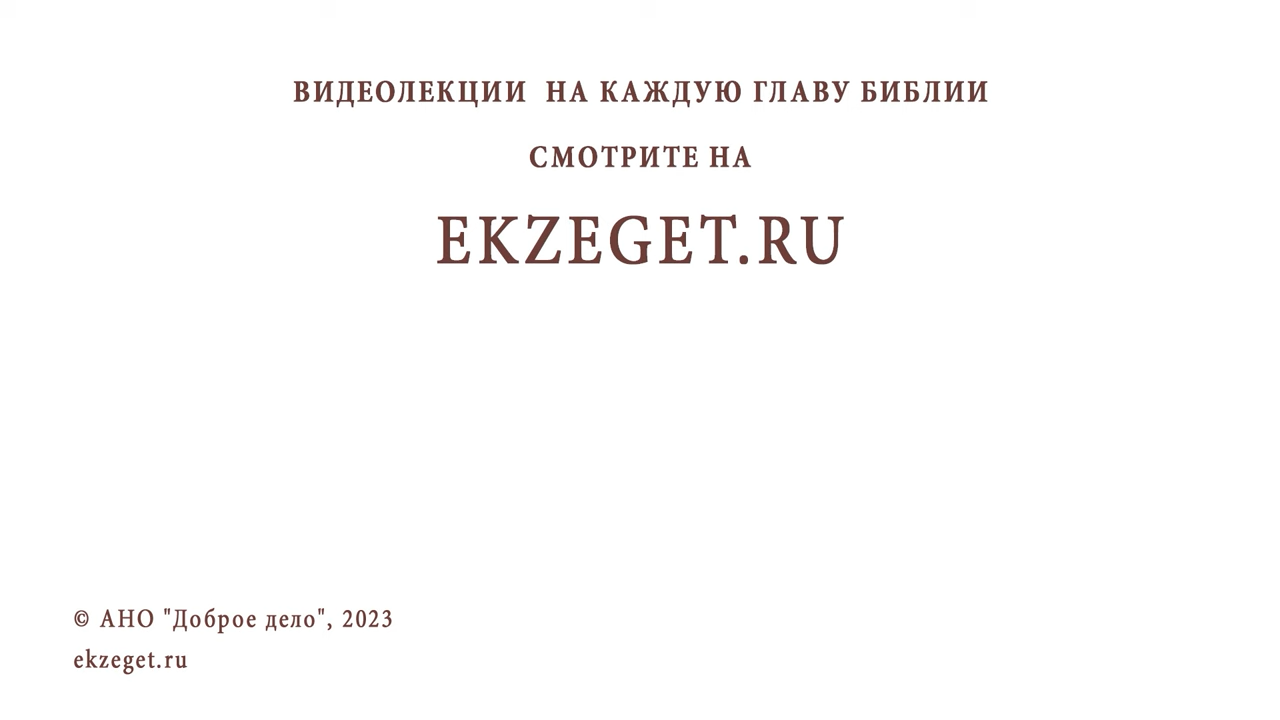 ВИДЕОЛЕКЦИИ НА КАЖДУЮ ГЛАВУ БИБЛИИ
СМОТРИТЕ НА
EKZEGET.RU
© АНО "Доброе дело", 2023
ekzeget.ru